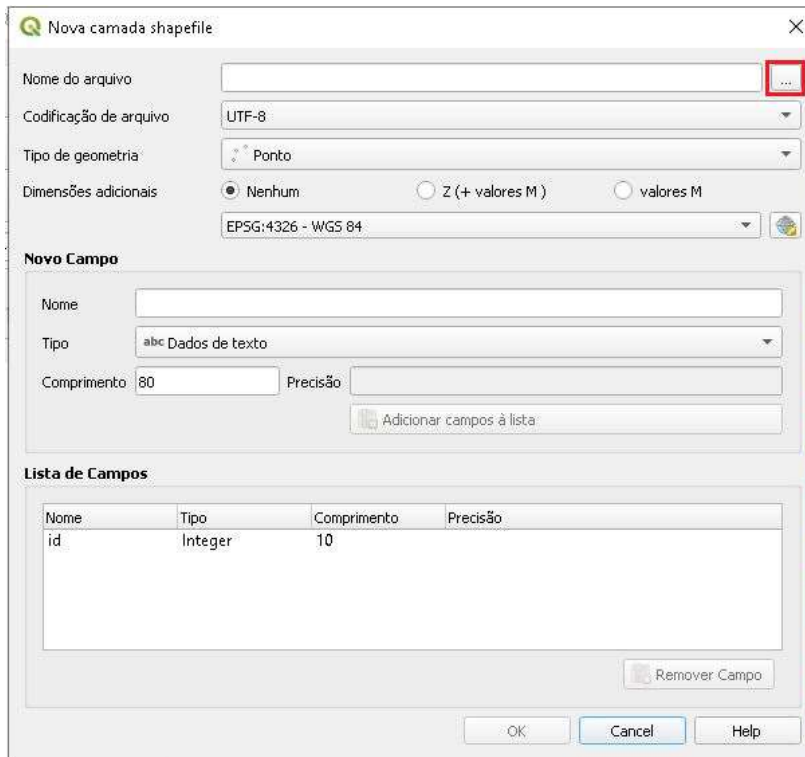 Nova camada shapefile
Nome do arquivo ...
Codificação de arquivo UTF-8
Tipo de geometria Ponto
Dimensões adicionais Nenhum Z (+ valores M ) valores M
EPSG:4326 - WGS 84
Novo Campo
Nome
Tipo abc Dados de texto
Comprimento 80 Precisão
Adicionar campos à lista
Lista de Campos
Nome Tipo Comprimento Precisão
id Integer 10
Remover Campo
OK Cancel Help